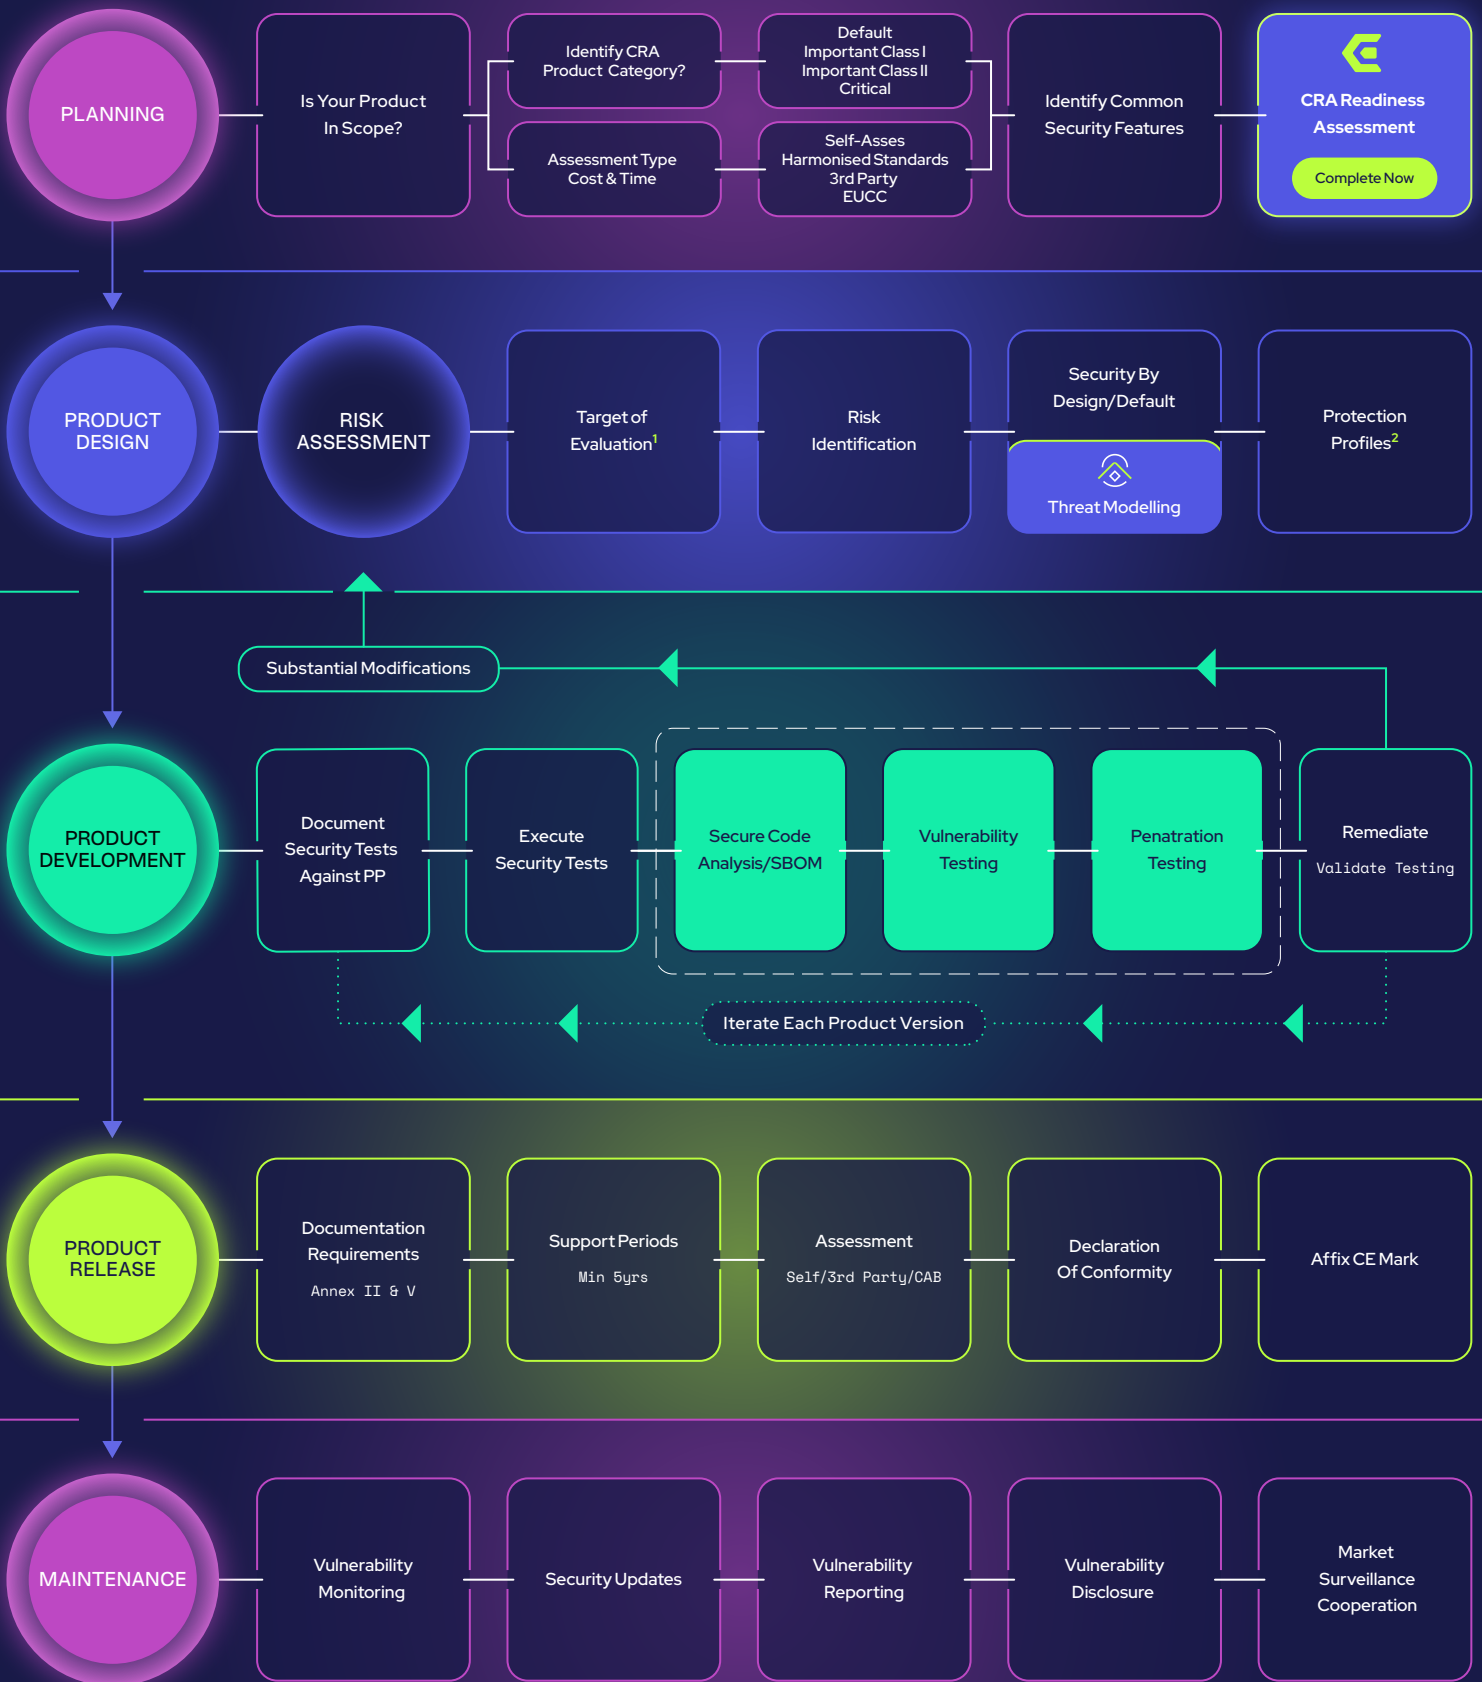 PLANNING
Is Your Product
In Scope?
Identify CRA
Product Category?
Default
Important Class I
Important Class II
Critical
Assessment Type
Cost & Time
Self-Asses
Harmonised Standards
3rd Party
EUCC
Identify Common
Security Features
CRA Readiness
Assessment
Complete Now
PRODUCT
DESIGN
RISK
ASSESSMENT
Target of
Evaluation¹
Risk
Identification
Security By
Design/Default
Threat Modelling
Protection
Profiles²
Substantial Modifications
PRODUCT
DEVELOPMENT
Document
Security Tests
Against PP
Execute
Security Tests
Secure Code
Analysis/SBOM
Vulnerability
Testing
Penatration
Testing
Remediate
Validate Testing
Iterate Each Product Version
PRODUCT
RELEASE
Documentation
Requirements
Annex II & V
Support Periods
Min 5yrs
Assessment
Self/3rd Party/CAB
Declaration
Of Conformity
Affix CE Mark
MAINTENANCE
Vulnerability
Monitoring
Security Updates
Vulnerability
Reporting
Vulnerability
Disclosure
Market
Surveillance
Cooperation